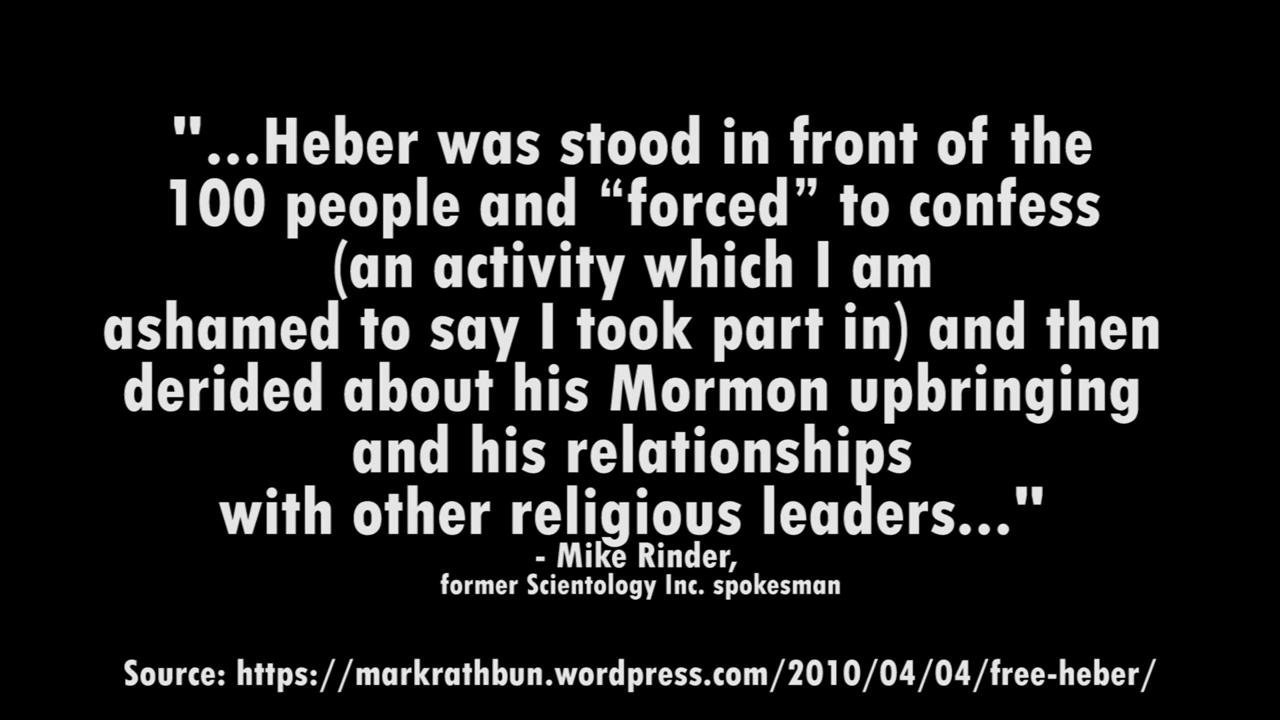 "...Heber was stood in front of the
100 people and “forced” to confess
(an activity which I am
ashamed to say I took part in) and then
derided about his Mormon upbringing
and his relationships
with other religious leaders..."
- Mike Rinder,
former Scientology Inc. spokesman
Source: https://markrathbun.wordpress.com/2010/04/04/free-heber/